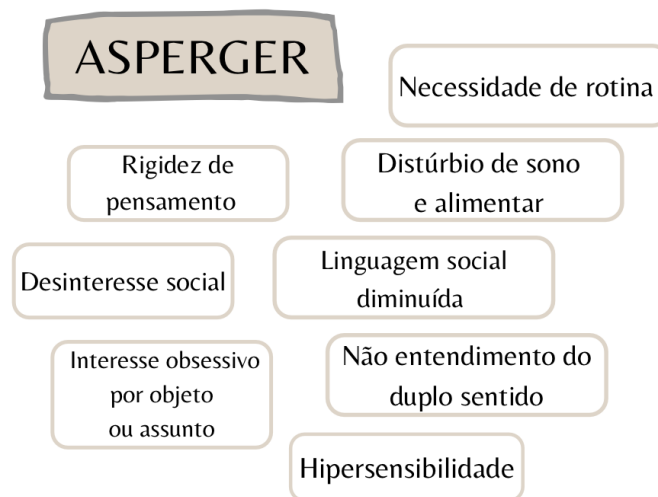 ASPERGER
Necessidade de rotina
Rigidez de
pensamento
Distúrbio de sono
e alimentar
Desinteresse social
Linguagem social
diminuída
Interesse obsessivo
por objeto
ou assunto
Não entendimento do
duplo sentido
Hipersensibilidade